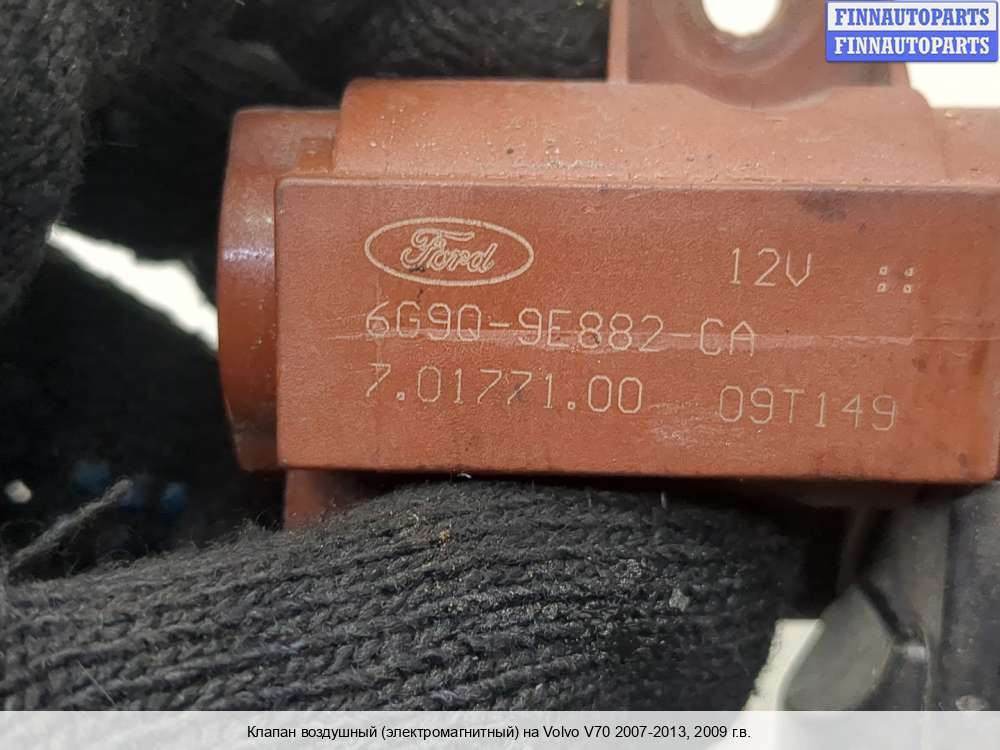 FINNAUTOPARTS
FINNAUTOPARTS
Ford
12V
6G9Q-9E882-CA
7.01771.00 09T149
Клапан воздушный (электромагнитный) на Volvo V70 2007-2013, 2009 г.в.